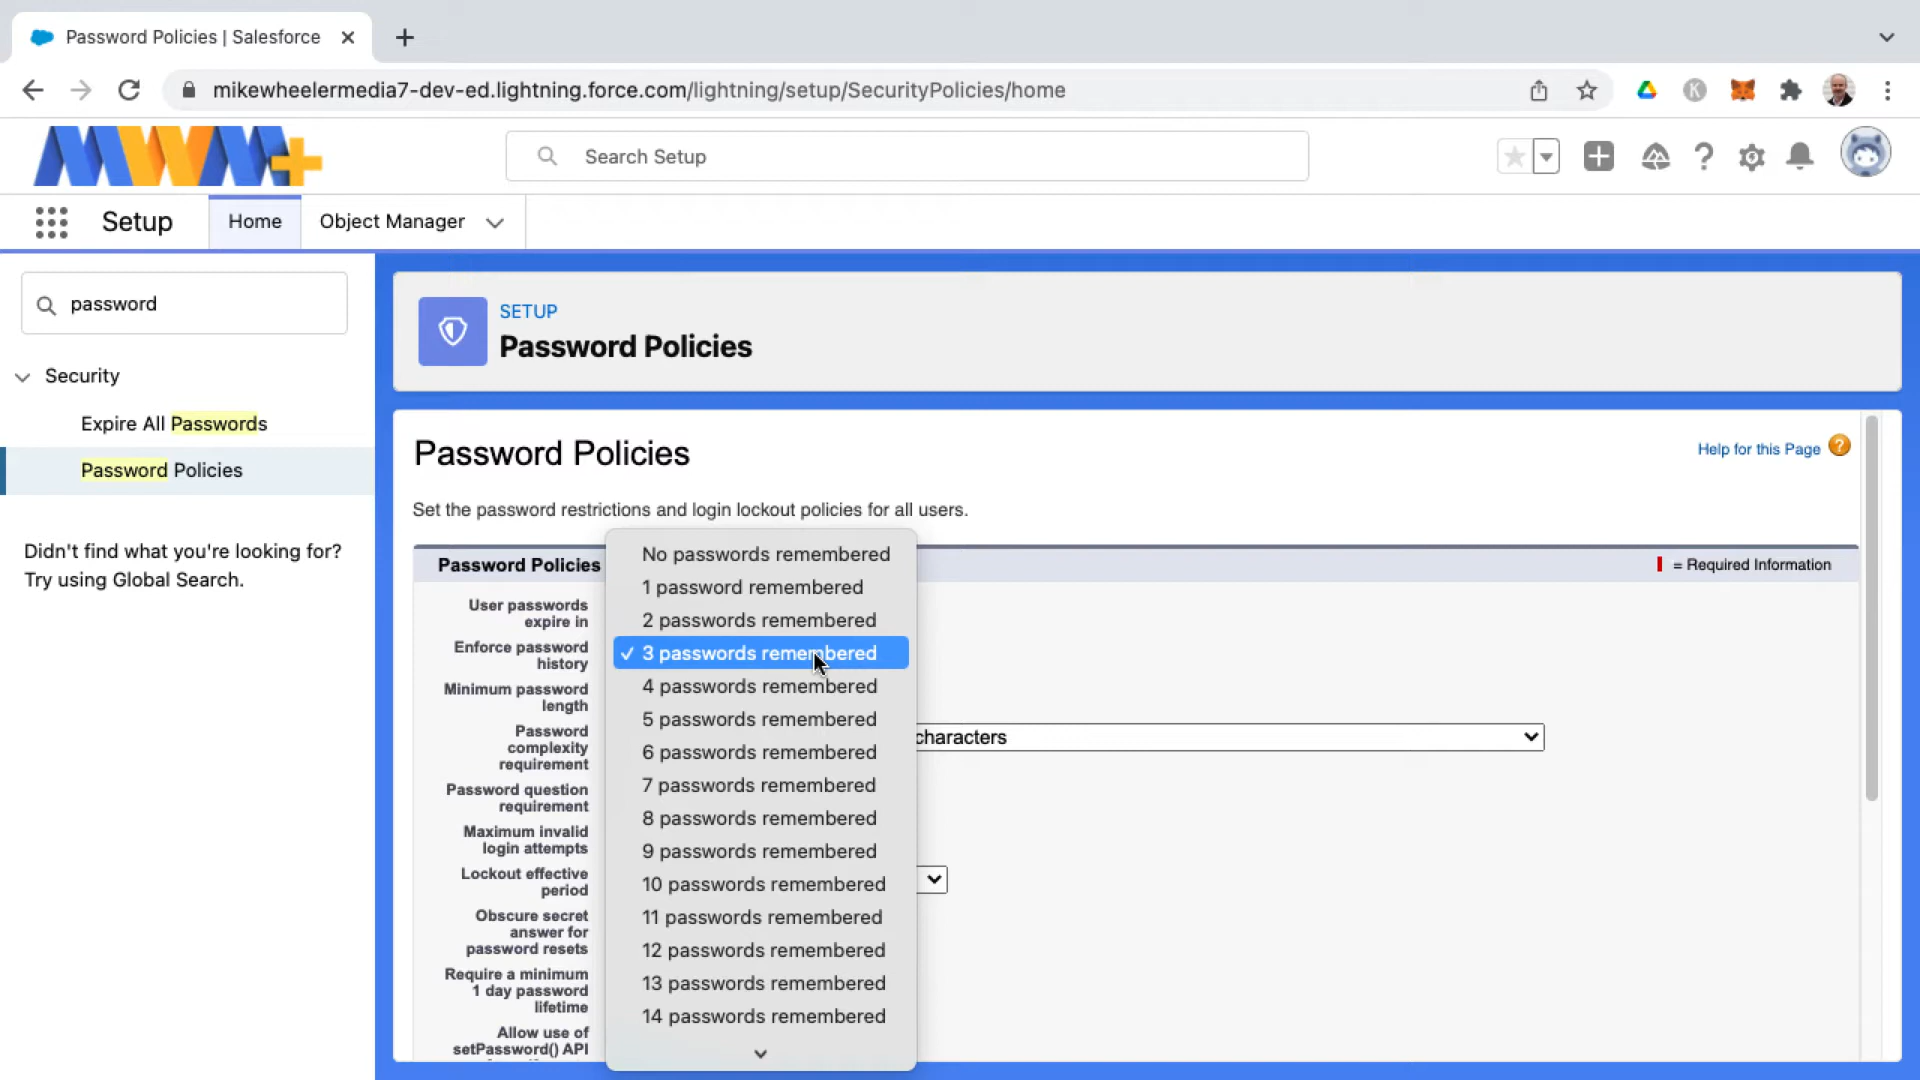 Password Policies | Salesforce
mikewheelermedia7-dev-ed.lightning.force.com/lightning/setup/SecurityPolicies/home
K
MWM+
Search Setup
Setup
Home
Object Manager
password
Security
Expire All Passwords
Password Policies
Didn't find what you're looking for?
Try using Global Search.
SETUP
Password Policies
Password Policies
Help for this Page ?
Set the password restrictions and login lockout policies for all users.
Password Policies
= Required Information
User passwords
expire in
Enforce password
history
Minimum password
length
Password
complexity
requirement
characters
Password question
requirement
Maximum invalid
login attempts
Lockout effective
period
Obscure secret
answer for
password resets
Require a minimum
1 day password
lifetime
Allow use of
setPassword() API
No passwords remembered
1 password remembered
2 passwords remembered
✓ 3 passwords remembered
4 passwords remembered
5 passwords remembered
6 passwords remembered
7 passwords remembered
8 passwords remembered
9 passwords remembered
10 passwords remembered
11 passwords remembered
12 passwords remembered
13 passwords remembered
14 passwords remembered